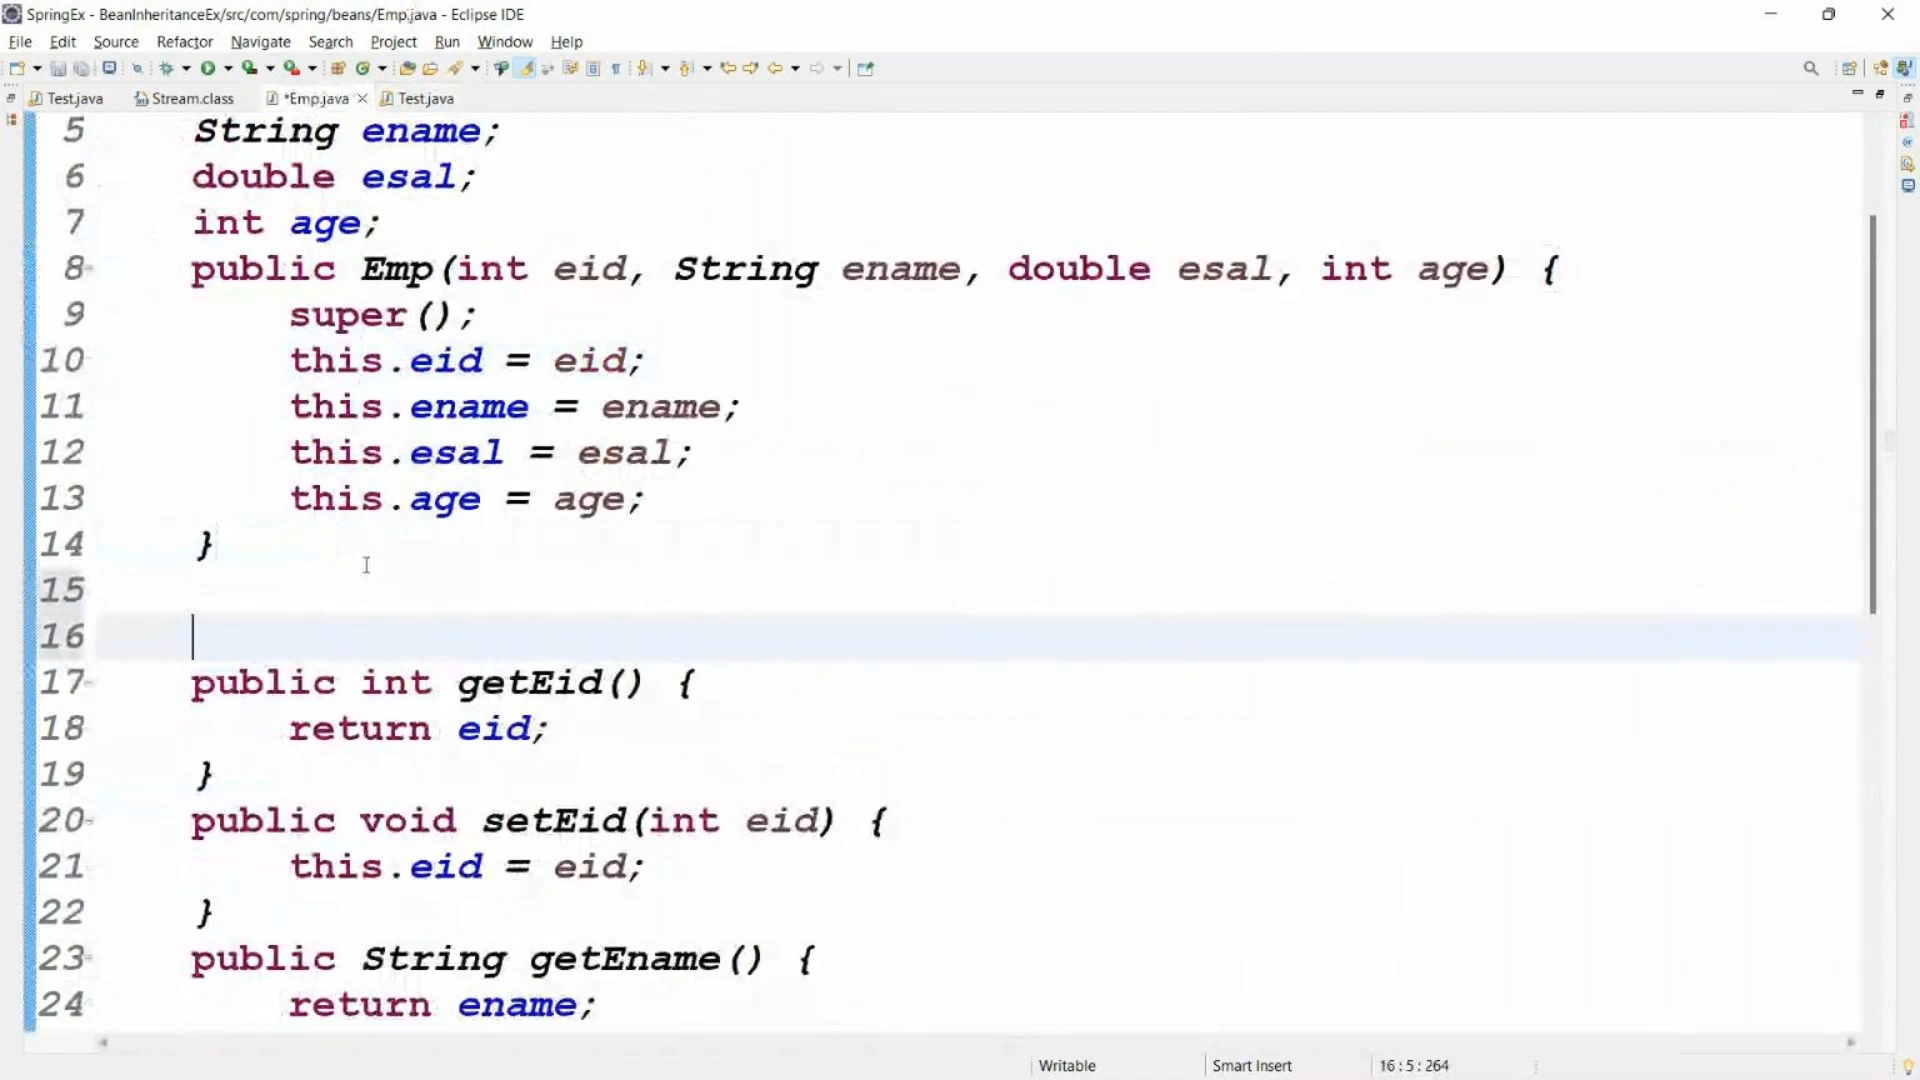 SpringEx - BeanInheritanceEx/src/com/spring/beans/Emp.java - Eclipse IDE
File Edit Source Refactor Navigate Search Project Run Window Help
Test.java Stream.class *Emp.java Test.java
5 String ename;
6 double esal;
7 int age;
8 public Emp(int eid, String ename, double esal, int age) {
9 super();
10 this.eid = eid;
11 this.ename = ename;
12 this.esal = esal;
13 this.age = age;
14 }
15
16
17 public int getEid() {
18 return eid;
19 }
20 public void setEid(int eid) {
21 this.eid = eid;
22 }
23 public String getEname() {
24 return ename;
Writable Smart Insert 16 : 5 : 264